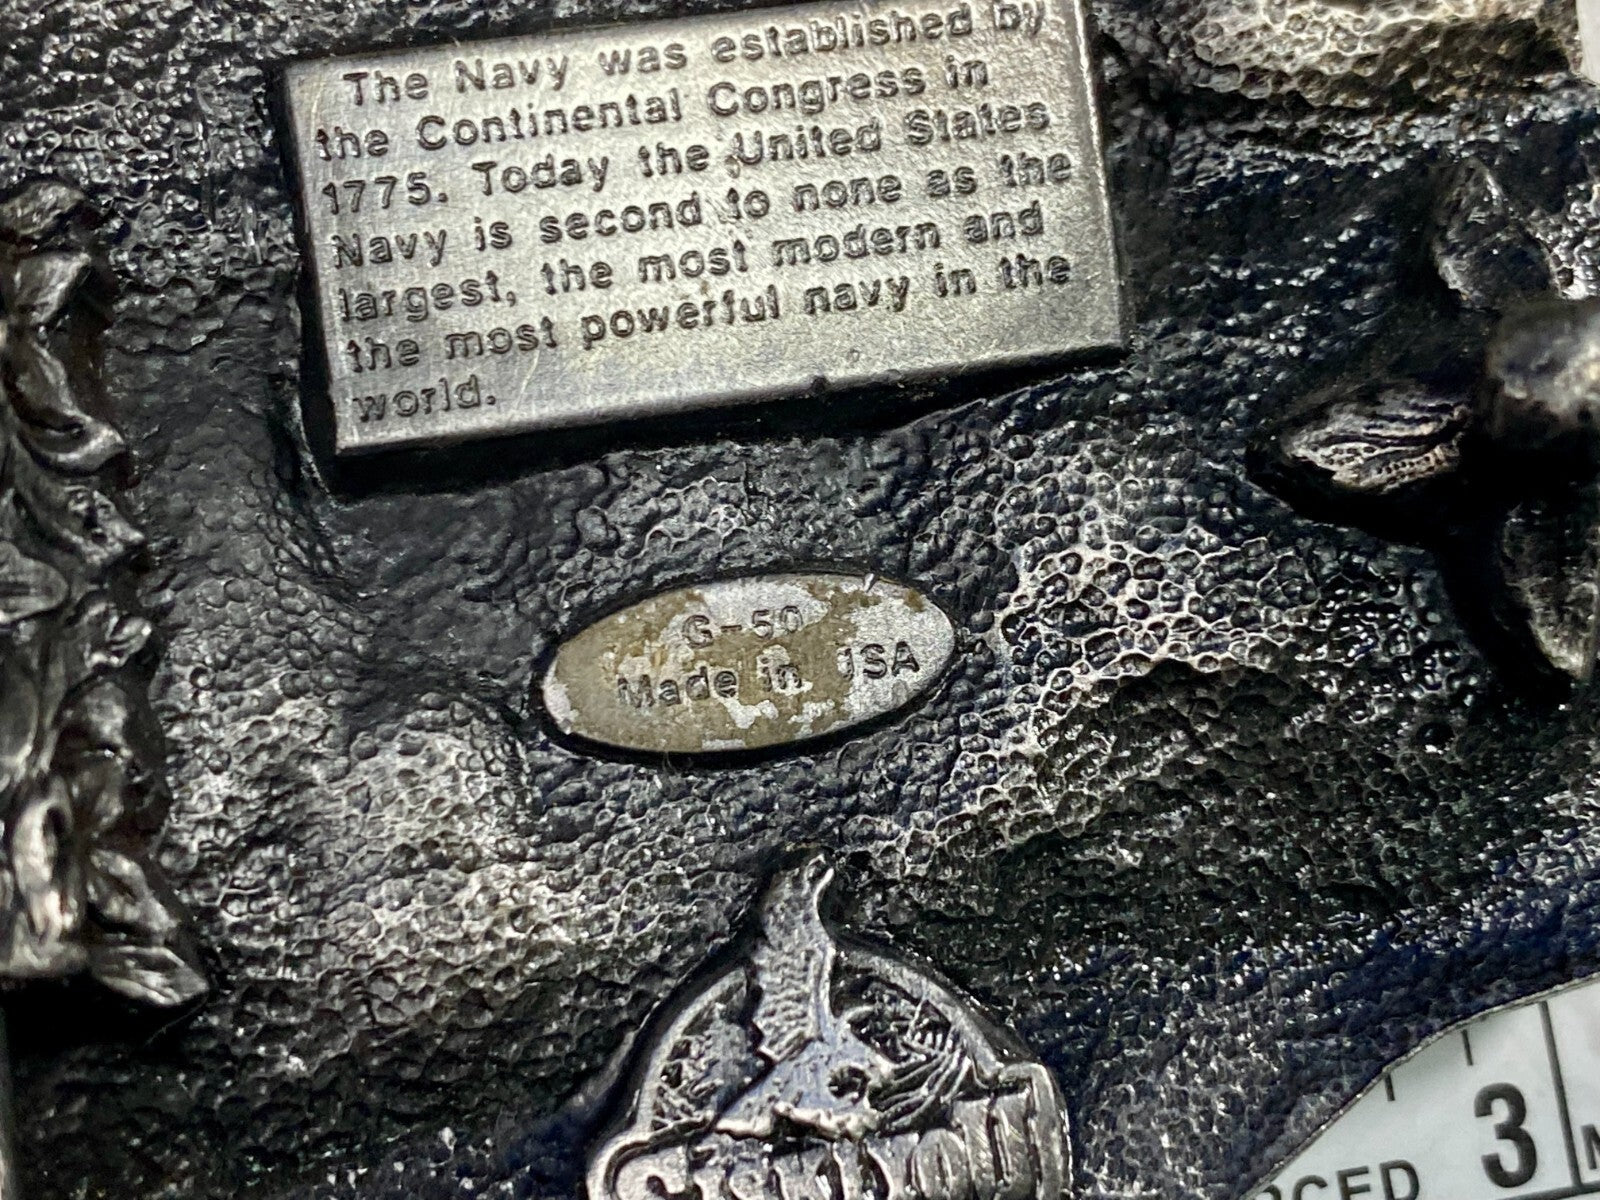 The Navy was established by
the Continental Congress in
1775. Today the United States
Navy is second to none as the
largest, the most modern and
the most powerful navy in the
world.
G-50
Made in USA
3